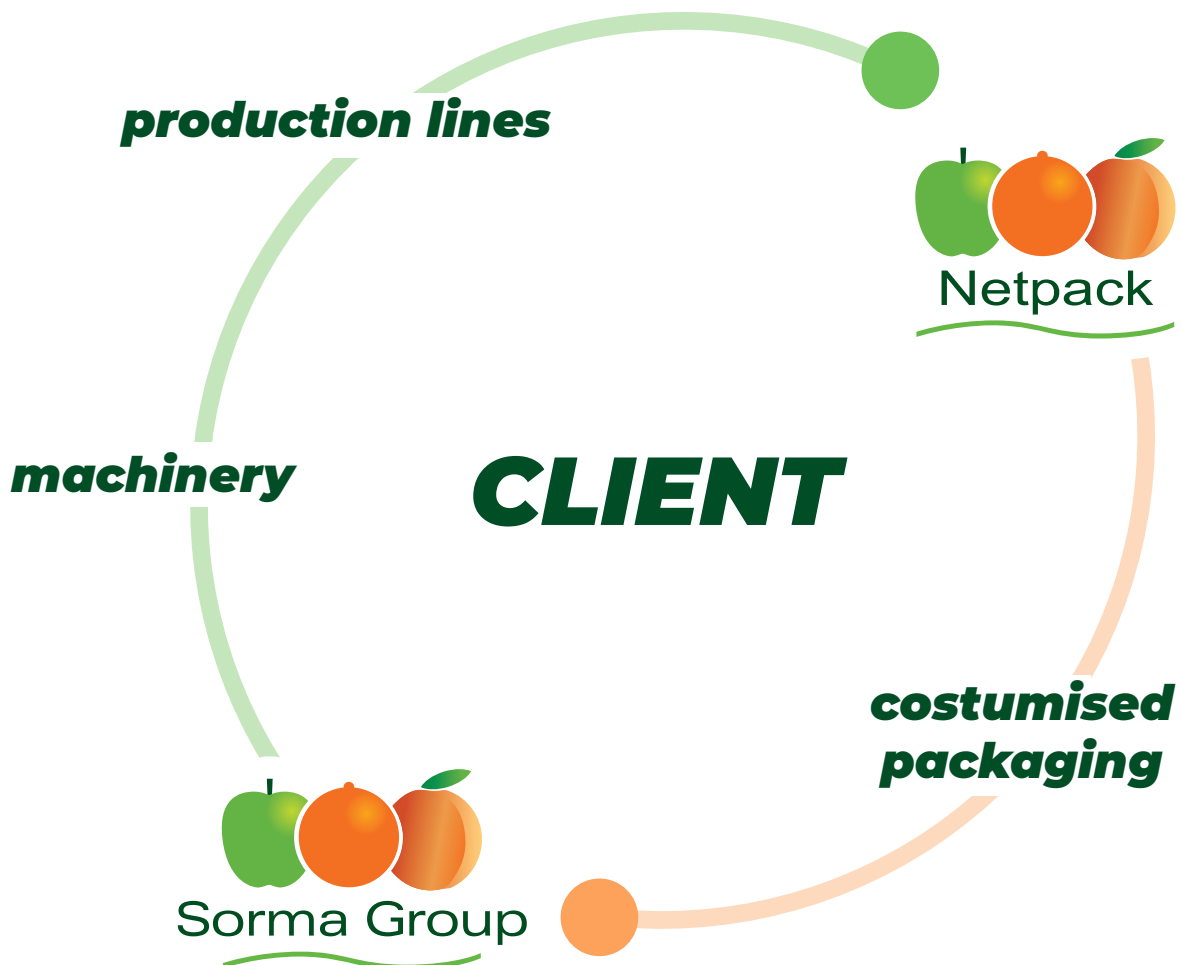 production lines
Netpack
machinery
CLIENT
costumised
packaging
Sorma Group